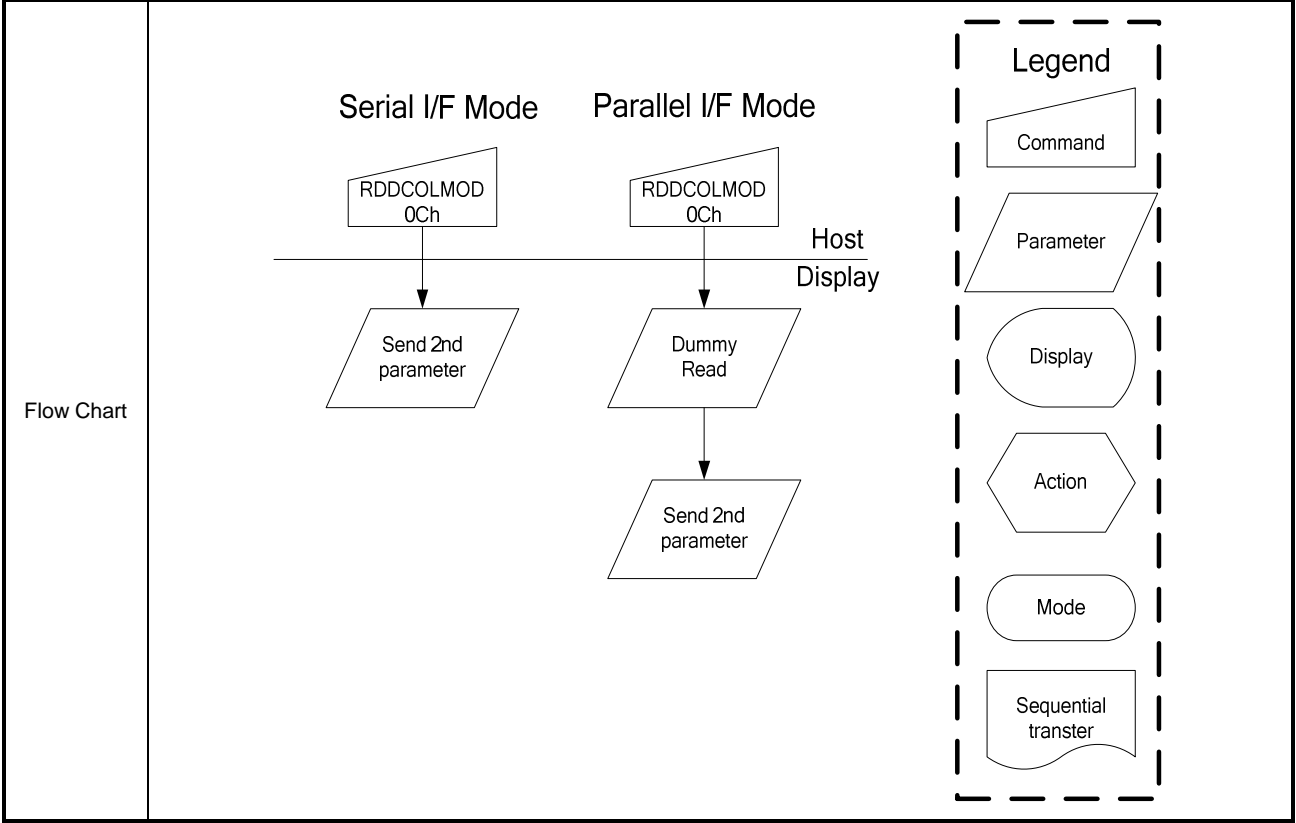 Flow Chart
Serial I/F Mode
RDDCOLMOD
0Ch
Send 2nd
parameter
Parallel I/F Mode
RDDCOLMOD
0Ch
Host
Display
Dummy
Read
Send 2nd
parameter
Legend
Command
Parameter
Display
Action
Mode
Sequential
transter